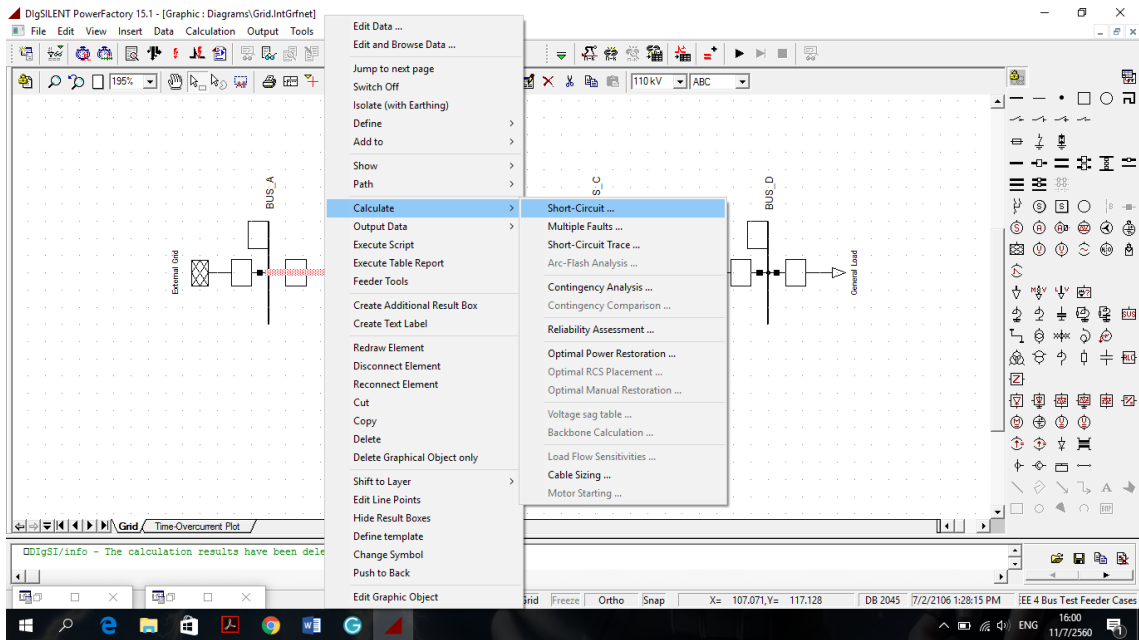 DIgSILENT PowerFactory 15.1 - [Graphic : Diagrams\Grid.IntGrfnet]
File Edit View Insert Data Calculation Output Tools
195%
110 kV
ABC
Edit Data ...
Edit and Browse Data ...
Jump to next page
Switch Off
Isolate (with Earthing)
Define
Add to
Show
Path
Calculate
Output Data
Execute Script
Execute Table Report
Feeder Tools
Create Additional Result Box
Create Text Label
Redraw Element
Disconnect Element
Reconnect Element
Cut
Copy
Delete
Delete Graphical Object only
Shift to Layer
Edit Line Points
Hide Result Boxes
Define template
Change Symbol
Push to Back
Edit Graphic Object
Short-Circuit ...
Multiple Faults ...
Short-Circuit Trace ...
Arc-Flash Analysis ...
Contingency Analysis ...
Contingency Comparison ...
Reliability Assessment ...
Optimal Power Restoration ...
Optimal RCS Placement ...
Optimal Manual Restoration ...
Voltage sag table ...
Backbone Calculation ...
Load Flow Sensitivities ...
Cable Sizing ...
Motor Starting ...
BUS_A
S_C
BUS_D
External Grid
General Load
Grid
Time-Overcurrent Plot
DIgSI/info - The calculation results have been dele
Grid
Freeze
Ortho
Snap
X= 107.071,Y= 117.128
DB 2045
7/2/2106 1:28:15 PM
EEE 4 Bus Test Feeder Cases
ENG
16:00
11/7/2560